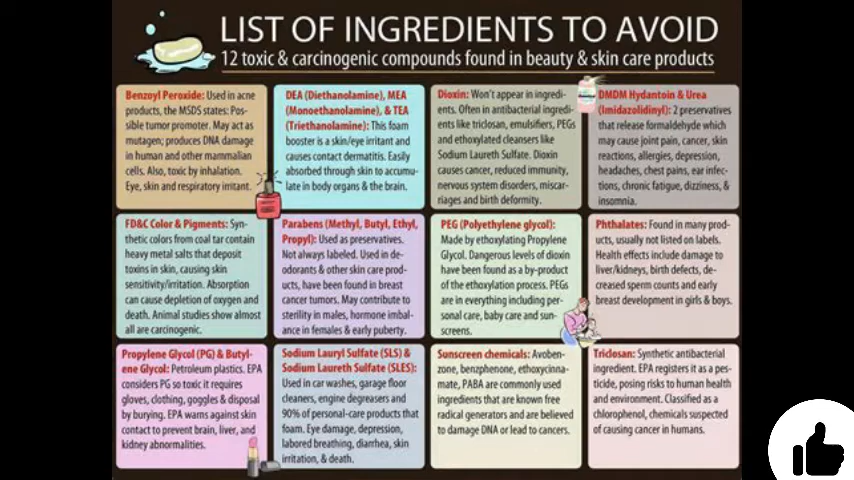 LIST OF INGREDIENTS TO AVOID
12 toxic & carcinogenic compounds found in beauty & skin care products
Benzoyl Peroxide: Used in acne
products, the MSDS states: Pos-
sible tumor promoter. May act as
mutagen; produces DNA damage
in human and other mammalian
cells. Also, toxic by inhalation.
Eye, skin and respiratory irritant.
DEA (Diethanolamine), MEA
(Monoethanolamine), & TEA
(Triethanolamine): This foam
booster is a skin/eye irritant and
causes contact dermatitis. Easily
absorbed through skin to accumu-
late in body organs & the brain.
Dioxin: Won't appear in ingredi-
ents. Often in antibacterial ingredi-
ents like triclosan, emulsifiers, PEGs
and ethoxylated cleansers like
Sodium Laureth Sulfate. Dioxin
causes cancer, reduced immunity,
nervous system disorders, miscar-
riages and birth deformity.
DMDM Hydantoin & Urea
(Imidazolidinyl): 2 preservatives
that release formaldehyde which
may cause joint pain, cancer, skin
reactions, allergies, depression,
headaches, chest pains, ear infec-
tions, chronic fatigue, dizziness, &
insomnia.
FD&C Color & Pigments: Syn-
thetic colors from coal tar contain
heavy metal salts that deposit
toxins in skin, causing skin
sensitivity/irritation. Absorption
can cause depletion of oxygen and
death. Animal studies show almost
all are carcinogenic.
Parabens (Methyl, Butyl, Ethyl,
Propyl): Used as preservatives.
Not always labeled. Used in de-
odorants & other skin care prod-
ucts, have been found in breast
cancer tumors. May contribute to
sterility in males, hormone imbal-
ance in females & early puberty.
PEG (Polyethylene glycol):
Made by ethoxylating Propylene
Glycol. Dangerous levels of dioxin
have been found as a by-product
of the ethoxylation process. PEGs
are in everything including per-
sonal care, baby care and sun-
screens.
Phthalates: Found in many prod-
ucts, usually not listed on labels.
Health effects include damage to
liver/kidneys, birth defects, de-
creased sperm counts and early
breast development in girls & boys.
Propylene Glycol (PG) & Butyl-
ene Glycol: Petroleum plastics. EPA
considers PG so toxic it requires
gloves, clothing, goggles & disposal
by burying. EPA warns against skin
contact to prevent brain, liver, and
kidney abnormalities.
Sodium Lauryl Sulfate (SLS) &
Sodium Laureth Sulfate (SLES):
Used in car washes, garage floor
cleaners, engine degreasers and
90% of personal-care products that
foam. Eye damage, depression,
labored breathing, diarrhea, skin
irritation, & death.
Sunscreen chemicals: Avoben-
zone, benzphenone, ethoxycinna-
mate, PABA are commonly used
ingredients that are known free
radical generators and are believed
to damage DNA or lead to cancers.
Triclosan: Synthetic antibacterial
ingredient. EPA registers it as a pes-
ticide, posing risks to human health
and environment. Classified as a
chlorophenol, chemicals suspected
of causing cancer in humans.